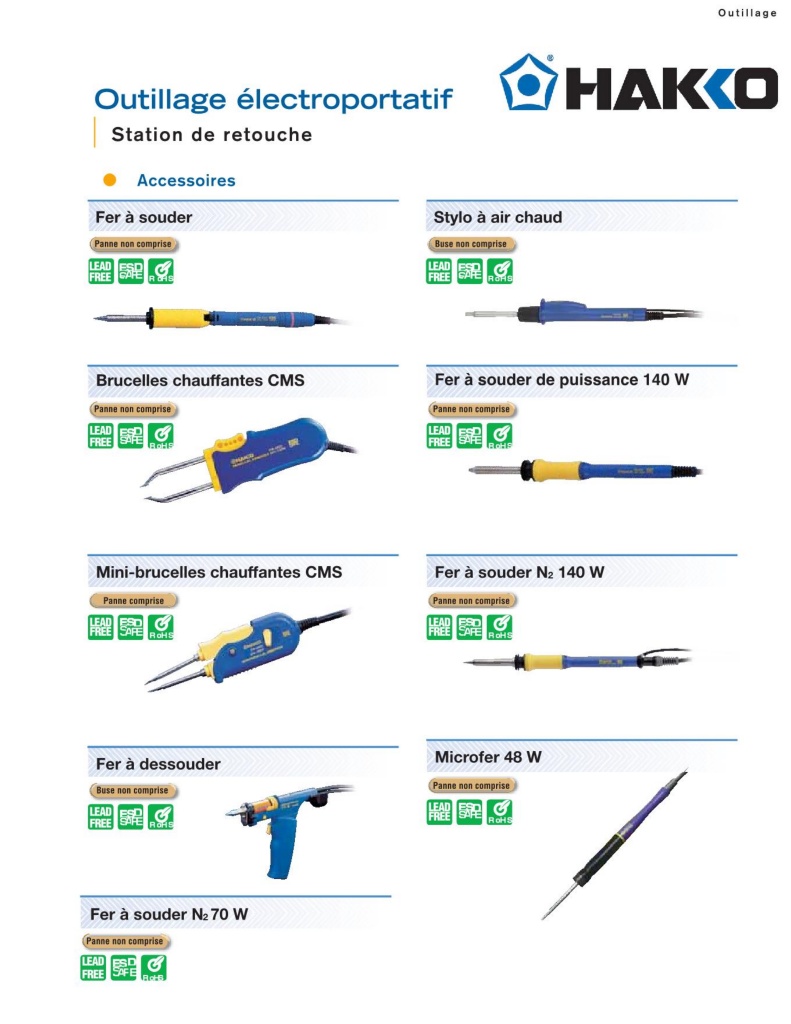 Outillage
HAKKO
®
Outillage électroportatif
Station de retouche
Accessoires
Fer à souder
Panne non comprise
LEAD FREE
ESD SAFE
RoHS
Stylo à air chaud
Buse non comprise
LEAD FREE
ESD SAFE
RoHS
Brucelles chauffantes CMS
Panne non comprise
LEAD FREE
ESD SAFE
RoHS
Fer à souder de puissance 140 W
Panne non comprise
LEAD FREE
ESD SAFE
RoHS
Mini-brucelles chauffantes CMS
Panne comprise
LEAD FREE
ESD SAFE
RoHS
Fer à souder N2 140 W
Panne non comprise
LEAD FREE
ESD SAFE
RoHS
Fer à dessouder
Buse non comprise
LEAD FREE
ESD SAFE
RoHS
Microfer 48 W
Panne non comprise
LEAD FREE
ESD SAFE
RoHS
Fer à souder N2 70 W
Panne non comprise
LEAD FREE
ESD SAFE
RoHS